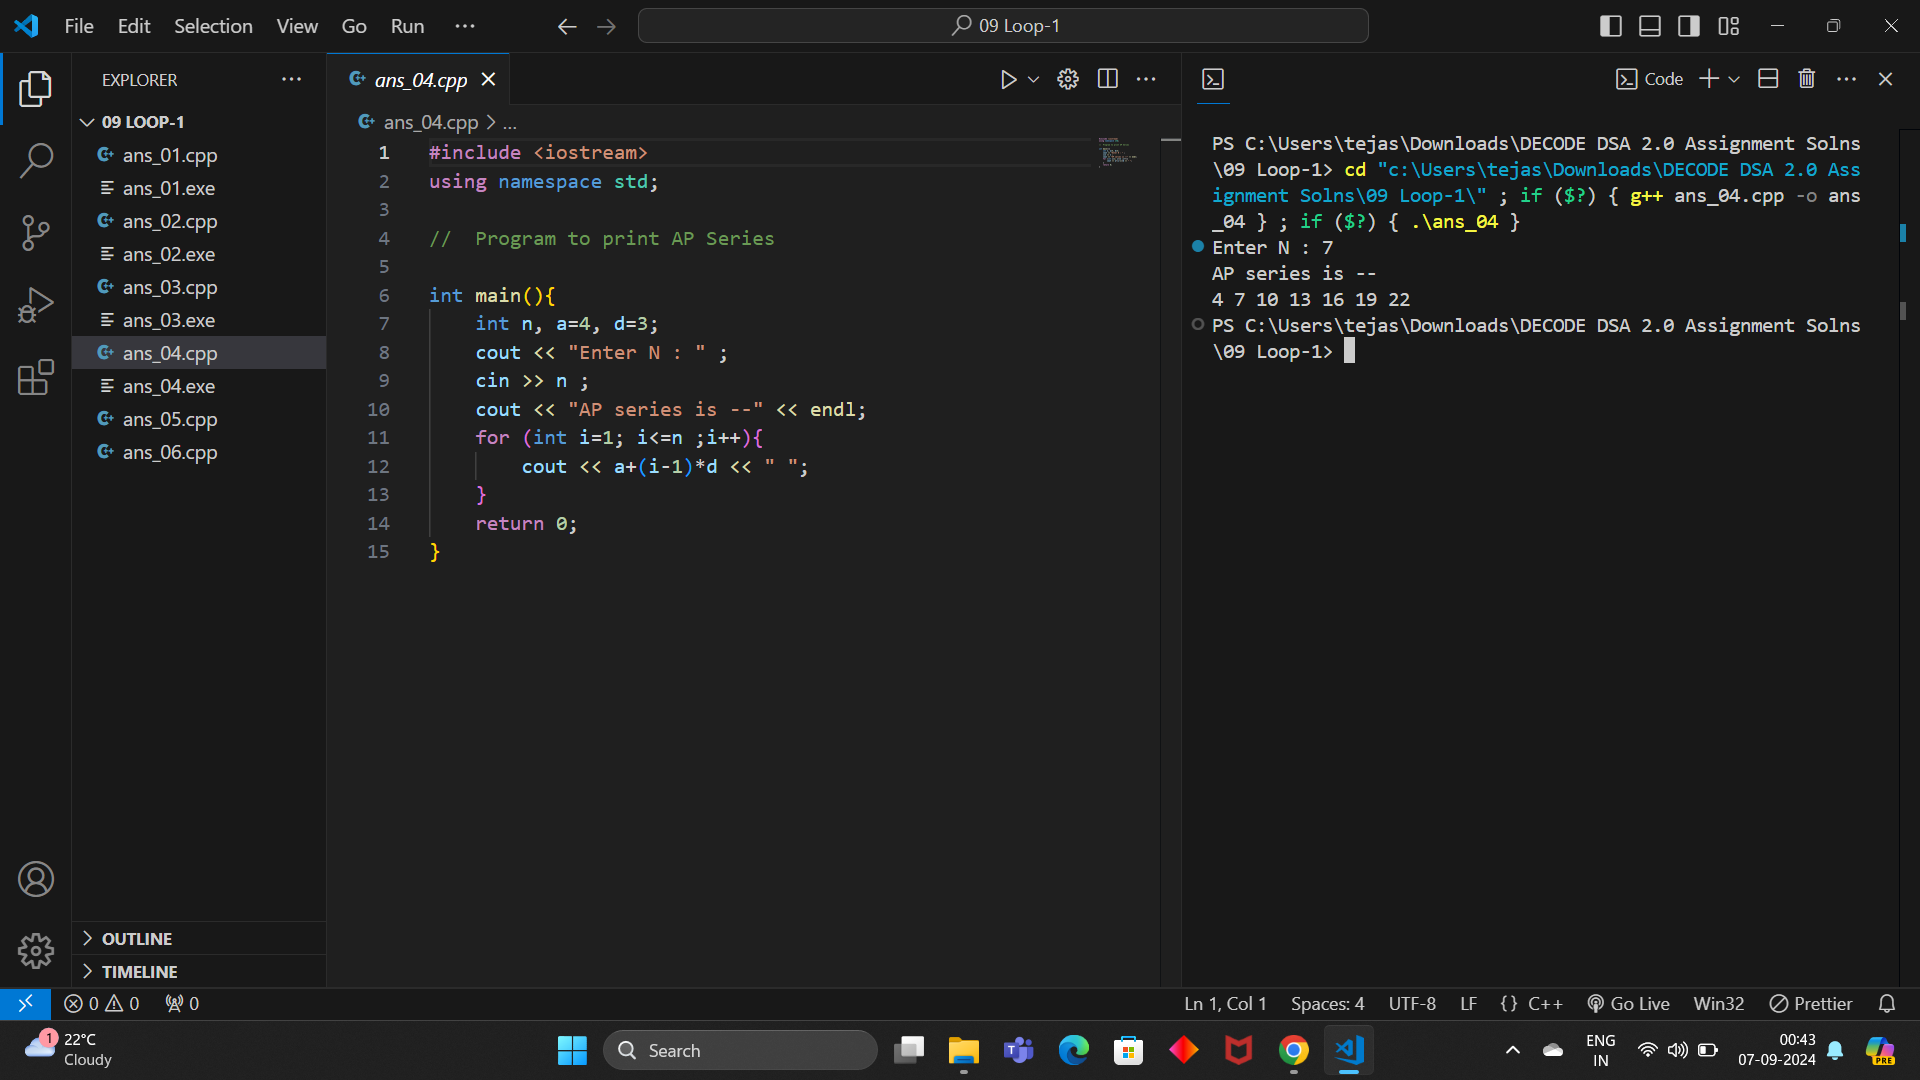 File Edit Selection View Go Run ···
09 Loop-1
EXPLORER
09 LOOP-1
ans_01.cpp
ans_01.exe
ans_02.cpp
ans_02.exe
ans_03.cpp
ans_03.exe
ans_04.cpp
ans_04.exe
ans_05.cpp
ans_06.cpp
OUTLINE
TIMELINE
ans_04.cpp
ans_04.cpp > ...
1 #include <iostream>
2 using namespace std;
3
4 //  Program to print AP Series
5
6 int main(){
7     int n, a=4, d=3;
8     cout << "Enter N : " ;
9     cin >> n ;
10     cout << "AP series is --" << endl;
11     for (int i=1; i<=n ;i++){
12         cout << a+(i-1)*d << " ";
13     }
14     return 0;
15 }
Code
PS C:\Users\tejas\Downloads\DECODE DSA 2.0 Assignment Solns
\09 Loop-1> cd "c:\Users\tejas\Downloads\DECODE DSA 2.0 Ass
ignment Solns\09 Loop-1\" ; if ($?) { g++ ans_04.cpp -o ans
_04 } ; if ($?) { .\ans_04 }
Enter N : 7
AP series is --
4 7 10 13 16 19 22
PS C:\Users\tejas\Downloads\DECODE DSA 2.0 Assignment Solns
\09 Loop-1>
0 0 0
Ln 1, Col 1 Spaces: 4 UTF-8 LF {} C++ Go Live Win32 Prettier
1
22°C
Cloudy
Search
T
ENG
IN
00:43
07-09-2024
PRE